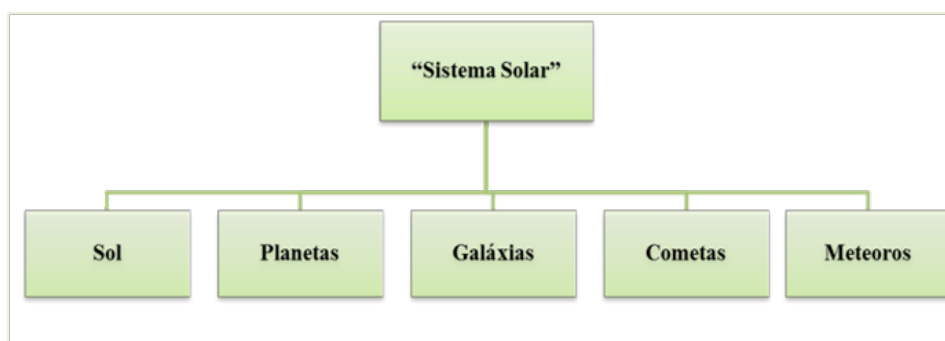 “Sistema Solar”
Sol
Planetas
Galáxias
Cometas
Meteoros